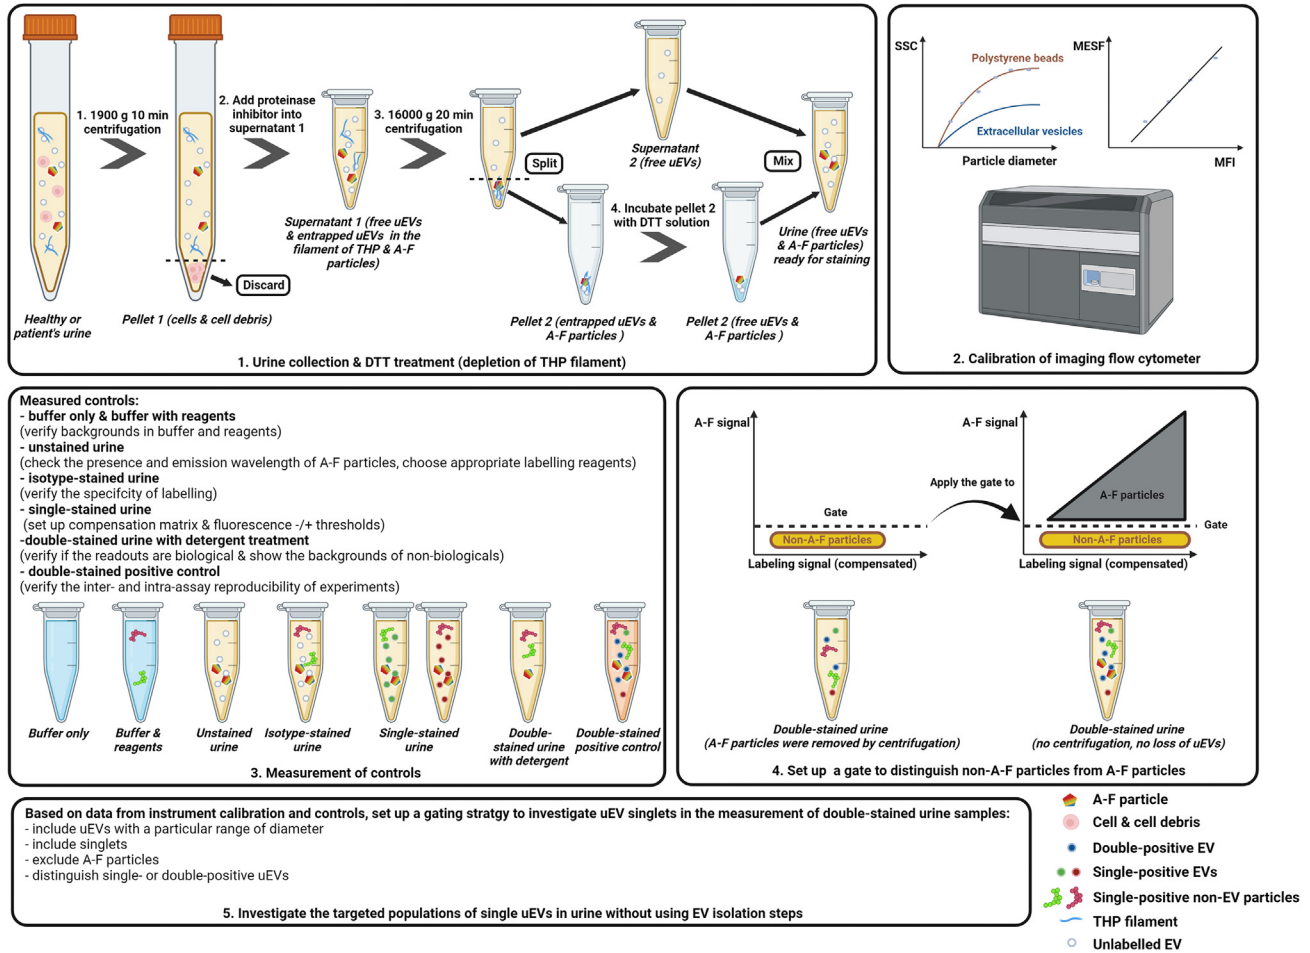 1. 1900 g 10 min
centrifugation
2. Add proteinase
inhibitor into
supernatant 1
3. 16000 g 20 min
centrifugation
Split
Supernatant
2 (free uEVs)
Mix
4. Incubate pellet 2
with DTT solution
Supernatant 1 (free uEVs
& entrapped uEVs in the
filament of THP & A-F
particles)
Urine (free uEVs
& A-F particles)
ready for staining
Discard
Healthy or
patient's urine
Pellet 1 (cells & cell debris)
Pellet 2 (entrapped uEVs &
A-F particles )
Pellet 2 (free uEVs &
A-F particles )
1. Urine collection & DTT treatment (depletion of THP filament)
SSC
Polystyrene beads
Extracellular vesicles
Particle diameter
MESF
MFI
2. Calibration of imaging flow cytometer
Measured controls:
- buffer only & buffer with reagents
(verify backgrounds in buffer and reagents)
- unstained urine
(check the presence and emission wavelength of A-F particles, choose appropriate labelling reagents)
- isotype-stained urine
(verify the specifcity of labelling)
- single-stained urine
(set up compensation matrix & fluorescence -/+ thresholds)
-double-stained urine with detergent treatment
(verify if the readouts are biological & show the backgrounds of non-biologicals)
- double-stained positive control
(verify the inter- and intra-assay reproducibility of experiments)
Buffer only
Buffer &
reagents
Unstained
urine
Isotype-stained
urine
Single-stained
urine
Double-
stained urine
with detergent
Double-stained
positive control
3. Measurement of controls
A-F signal
Gate
Non-A-F particles
Labeling signal (compensated)
Apply the gate to
A-F signal
A-F particles
Gate
Non-A-F particles
Labeling signal (compensated)
Double-stained urine
(A-F particles were removed by centrifugation)
Double-stained urine
(no centrifugation, no loss of uEVs)
4. Set up a gate to distinguish non-A-F particles from A-F particles
Based on data from instrument calibration and controls, set up a gating stratgy to investigate uEV singlets in the measurement of double-stained urine samples:
- include uEVs with a particular range of diameter
- include singlets
- exclude A-F particles
- distinguish single- or double-positive uEVs
5. Investigate the targeted populations of single uEVs in urine without using EV isolation steps
A-F particle
Cell & cell debris
Double-positive EV
Single-positive EVs
Single-positive non-EV particles
THP filament
Unlabelled EV